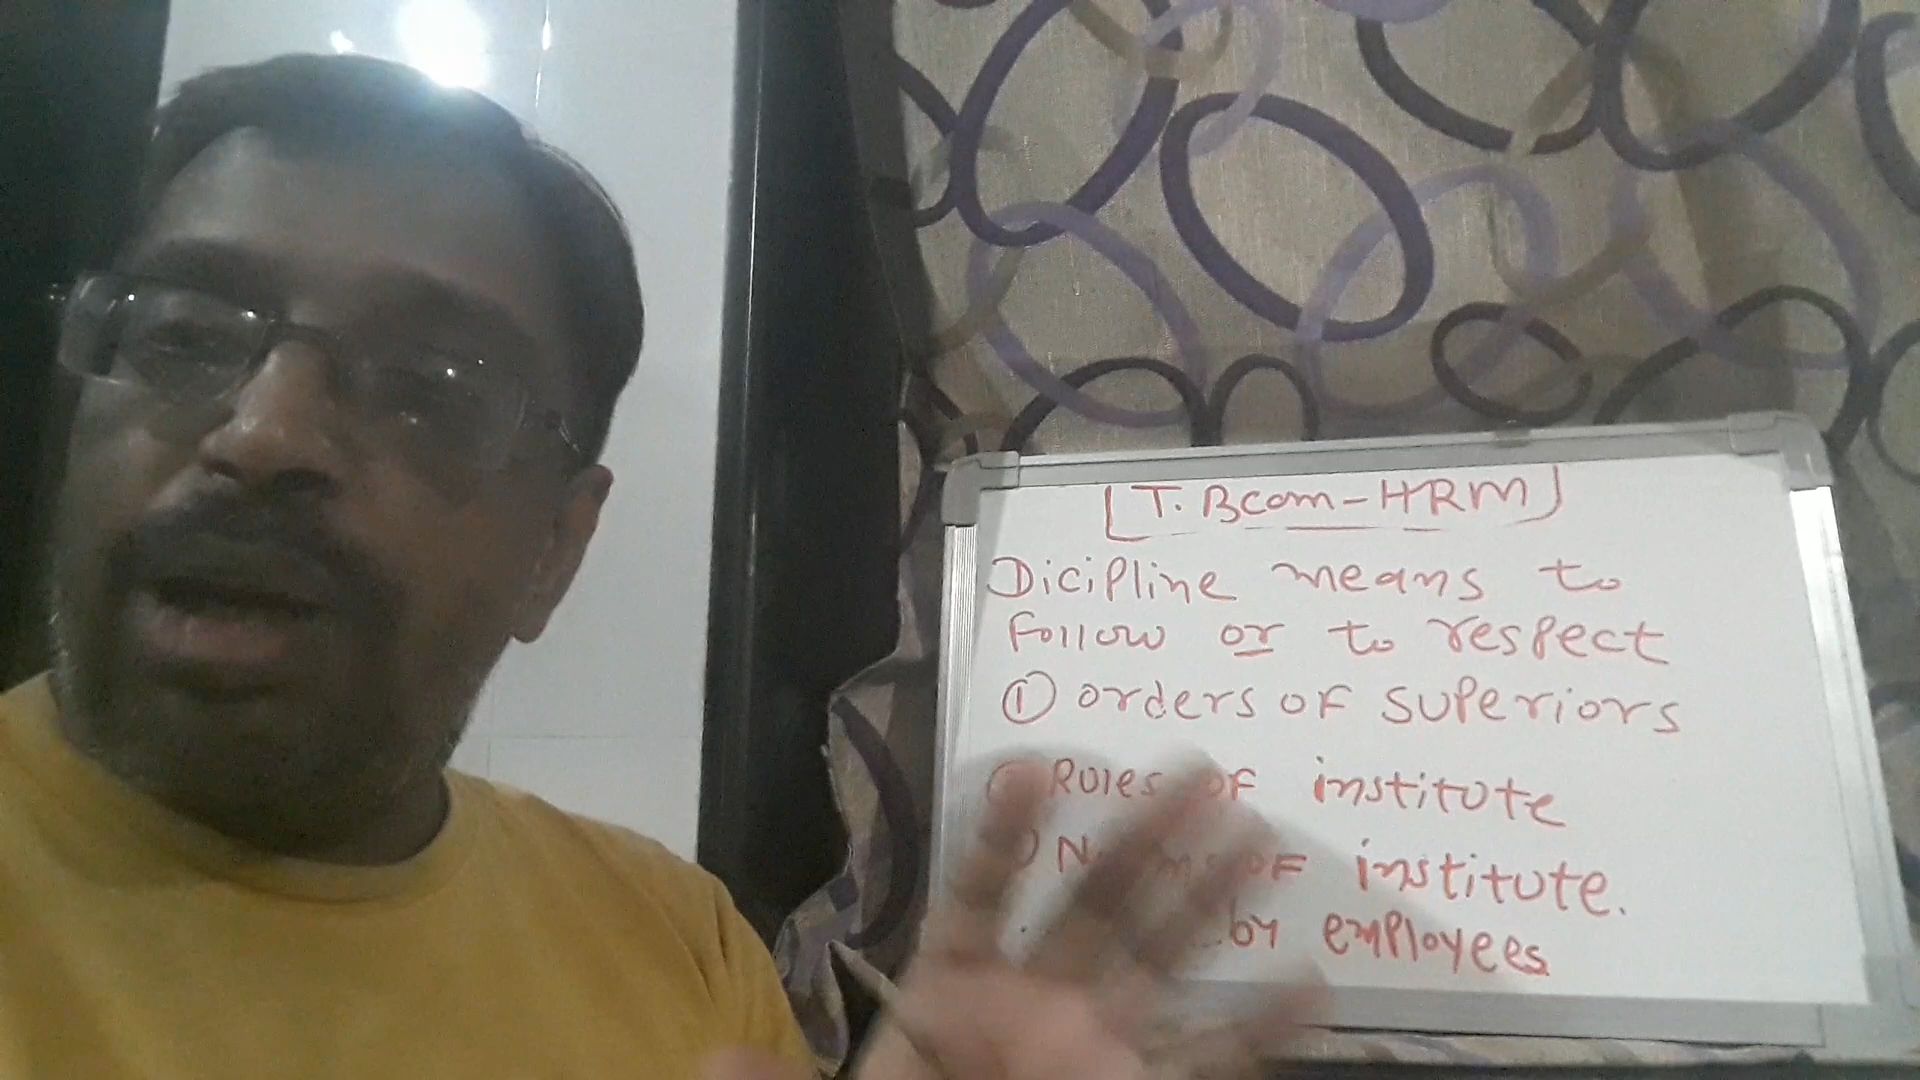 [T. Bcom-HRM]
Dicipline means to
Follow or to respect
① orders of superiors
Rules of institute
of institute.
by employees